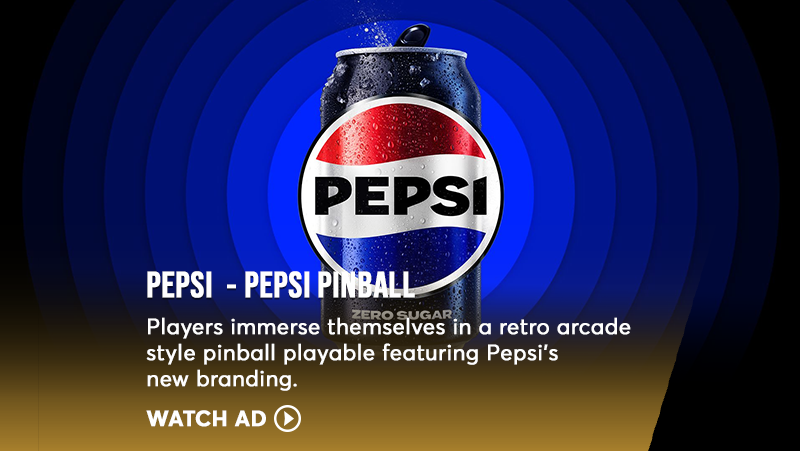 PEPSI
PEPSI - PEPSI PINBALL
ZERO SUGAR
Players immerse themselves in a retro arcade
style pinball playable featuring Pepsi's
new branding.
WATCH AD